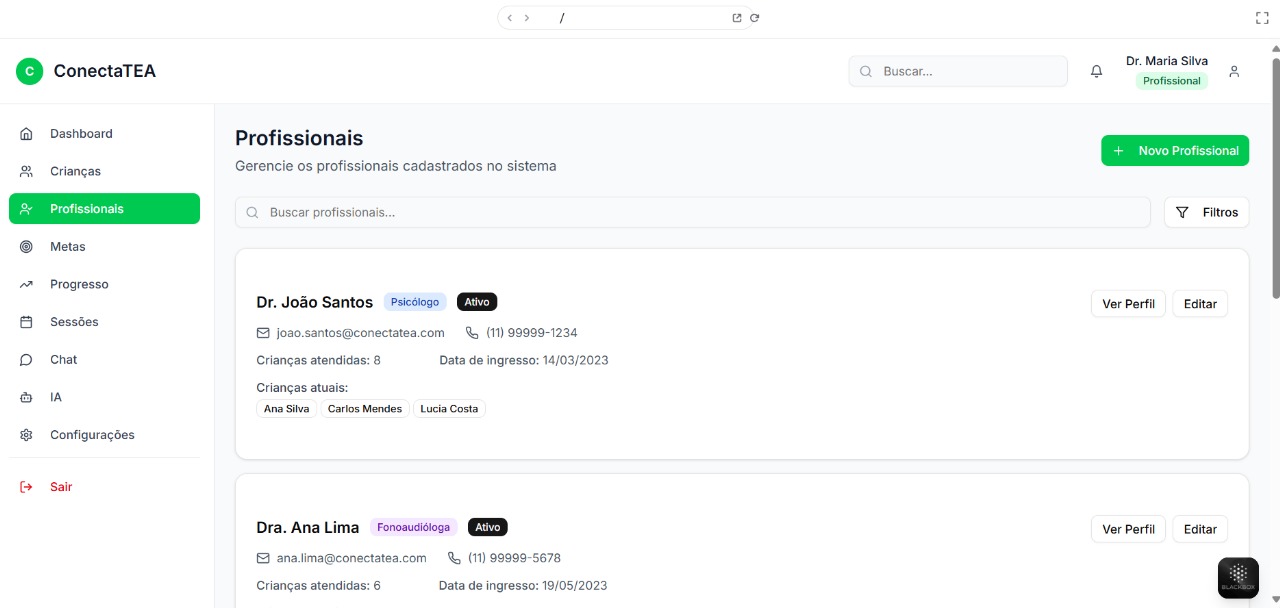 /
C ConectaTEA
Buscar...
Dr. Maria Silva
Profissional
Dashboard
Crianças
Profissionais
Metas
Progresso
Sessões
Chat
IA
Configurações
Sair
Profissionais
Gerencie os profissionais cadastrados no sistema
+ Novo Profissional
Buscar profissionais...
Filtros
Dr. João Santos Psicólogo Ativo
Ver Perfil Editar
joao.santos@conectatea.com (11) 99999-1234
Crianças atendidas: 8 Data de ingresso: 14/03/2023
Crianças atuais:
Ana Silva Carlos Mendes Lucia Costa
Dra. Ana Lima Fonoaudióloga Ativo
Ver Perfil Editar
ana.lima@conectatea.com (11) 99999-5678
Crianças atendidas: 6 Data de ingresso: 19/05/2023
BLACKBOX